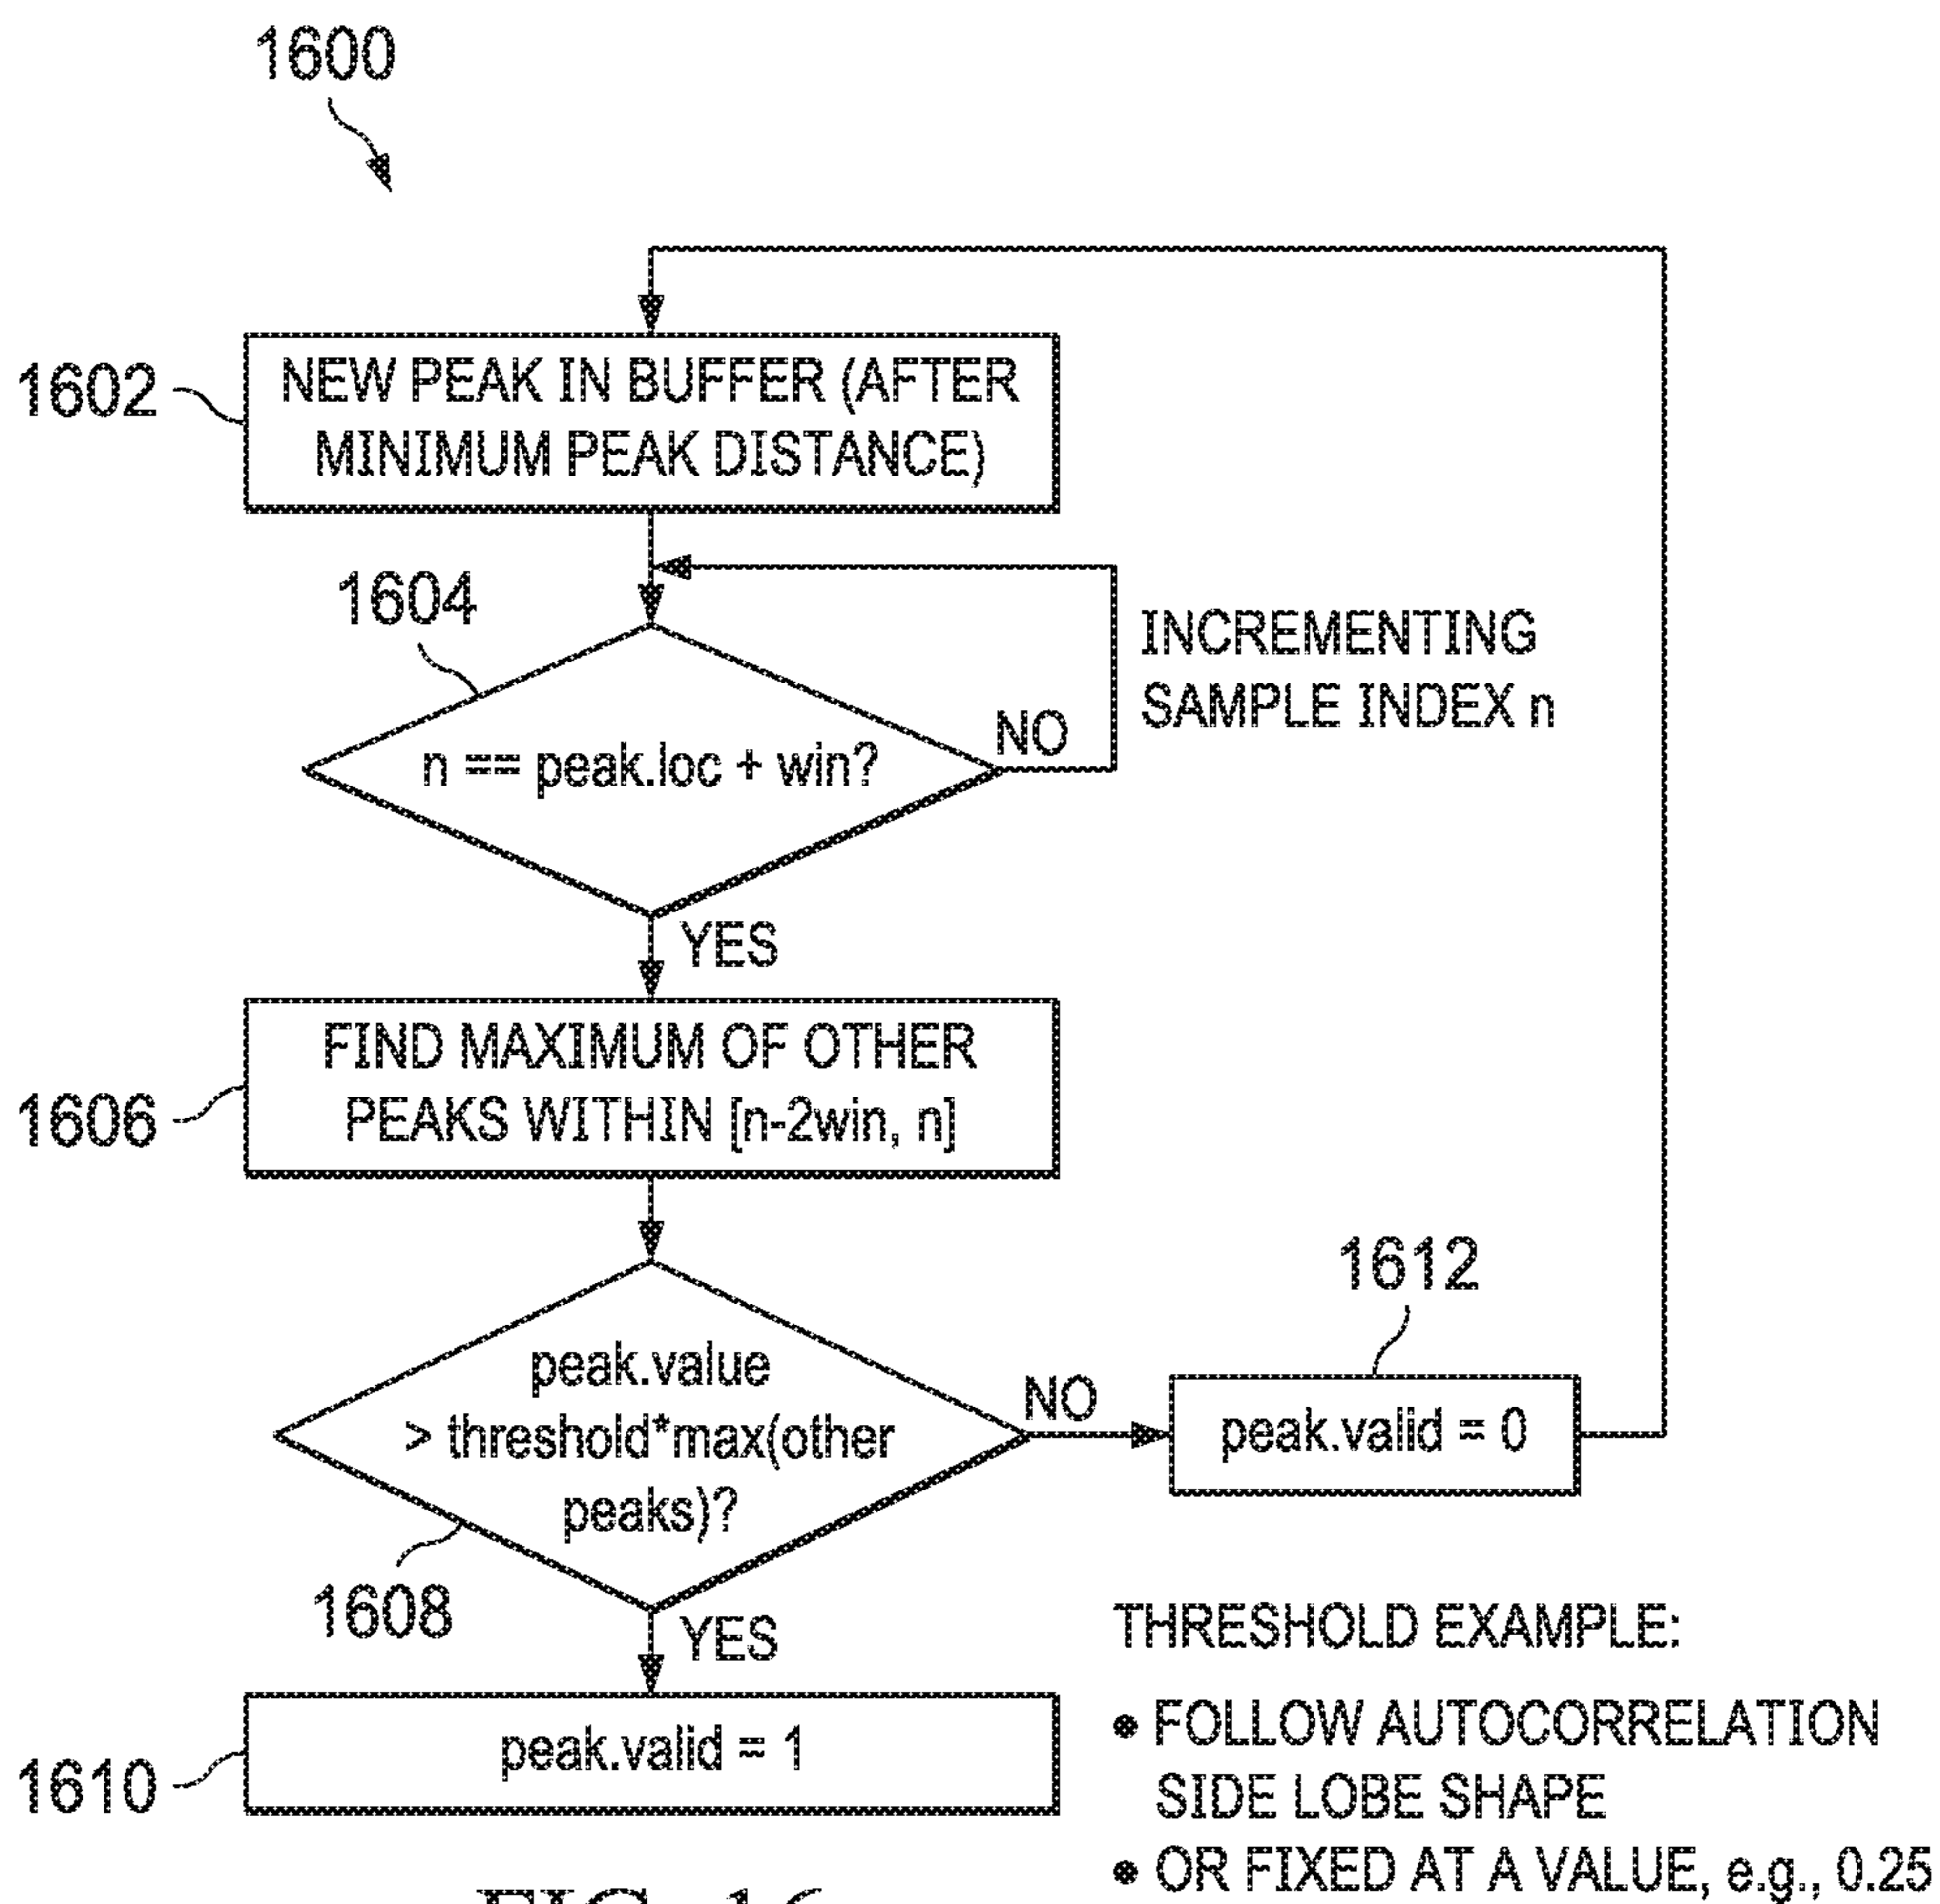 1600
1602
NEW PEAK IN BUFFER (AFTER
MINIMUM PEAK DISTANCE)
1604
INCREMENTING
SAMPLE INDEX n
n == peak.loc + win?
NO
YES
1606
FIND MAXIMUM OF OTHER
PEAKS WITHIN [n-2win, n]
1612
peak.value
> threshold*max(other
peaks)?
NO
peak.valid = 0
1608
YES
1610
peak.valid = 1
THRESHOLD EXAMPLE:
• FOLLOW AUTOCORRELATION
SIDE LOBE SHAPE
• OR FIXED AT A VALUE, e.g., 0.25